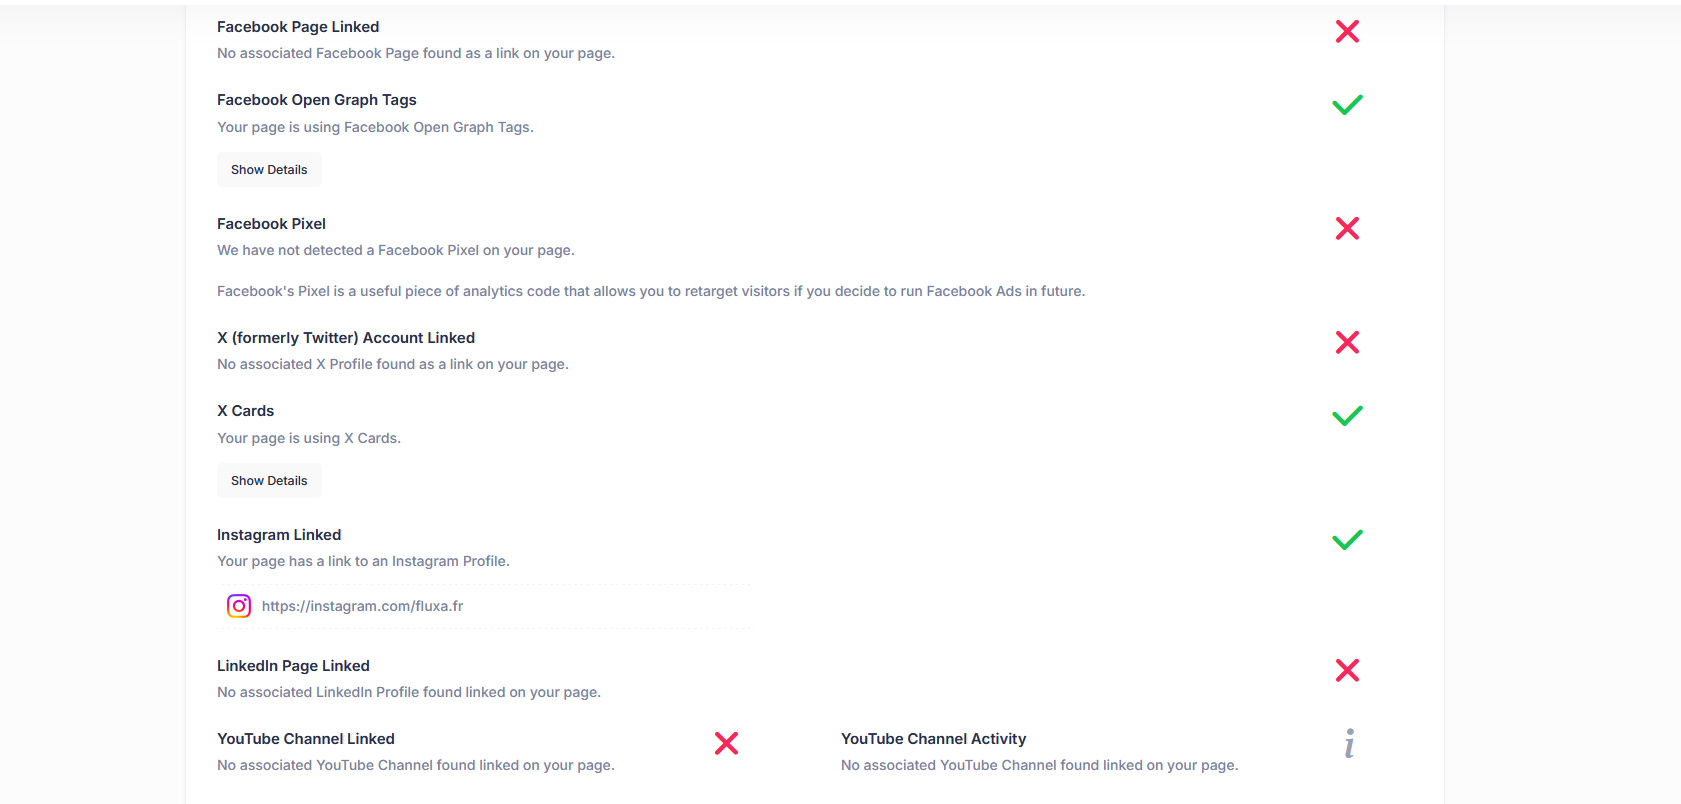 Facebook Page Linked
No associated Facebook Page found as a link on your page.
Facebook Open Graph Tags
Your page is using Facebook Open Graph Tags.
Show Details
Facebook Pixel
We have not detected a Facebook Pixel on your page.
Facebook's Pixel is a useful piece of analytics code that allows you to retarget visitors if you decide to run Facebook Ads in future.
X (formerly Twitter) Account Linked
No associated X Profile found as a link on your page.
X Cards
Your page is using X Cards.
Show Details
Instagram Linked
Your page has a link to an Instagram Profile.
https://instagram.com/fluxa.fr
LinkedIn Page Linked
No associated LinkedIn Profile found linked on your page.
YouTube Channel Linked
No associated YouTube Channel found linked on your page.
YouTube Channel Activity
No associated YouTube Channel found linked on your page.